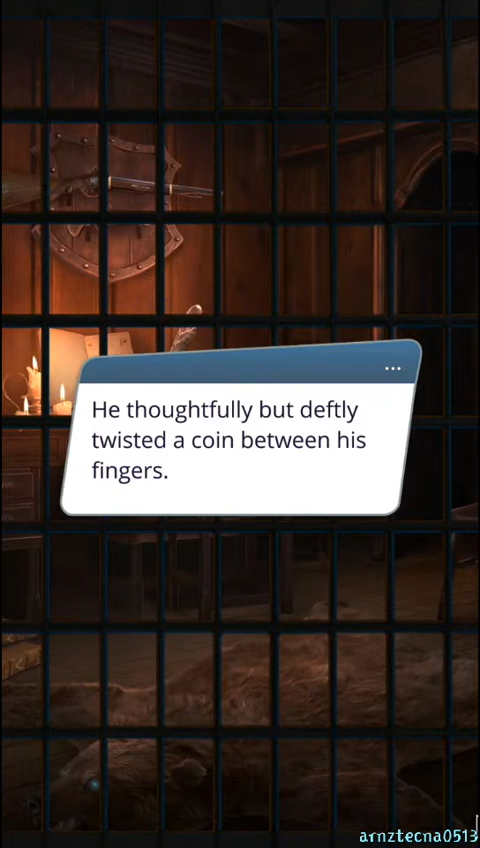 ...
He thoughtfully but deftly
twisted a coin between his
fingers.
arnztecna0513